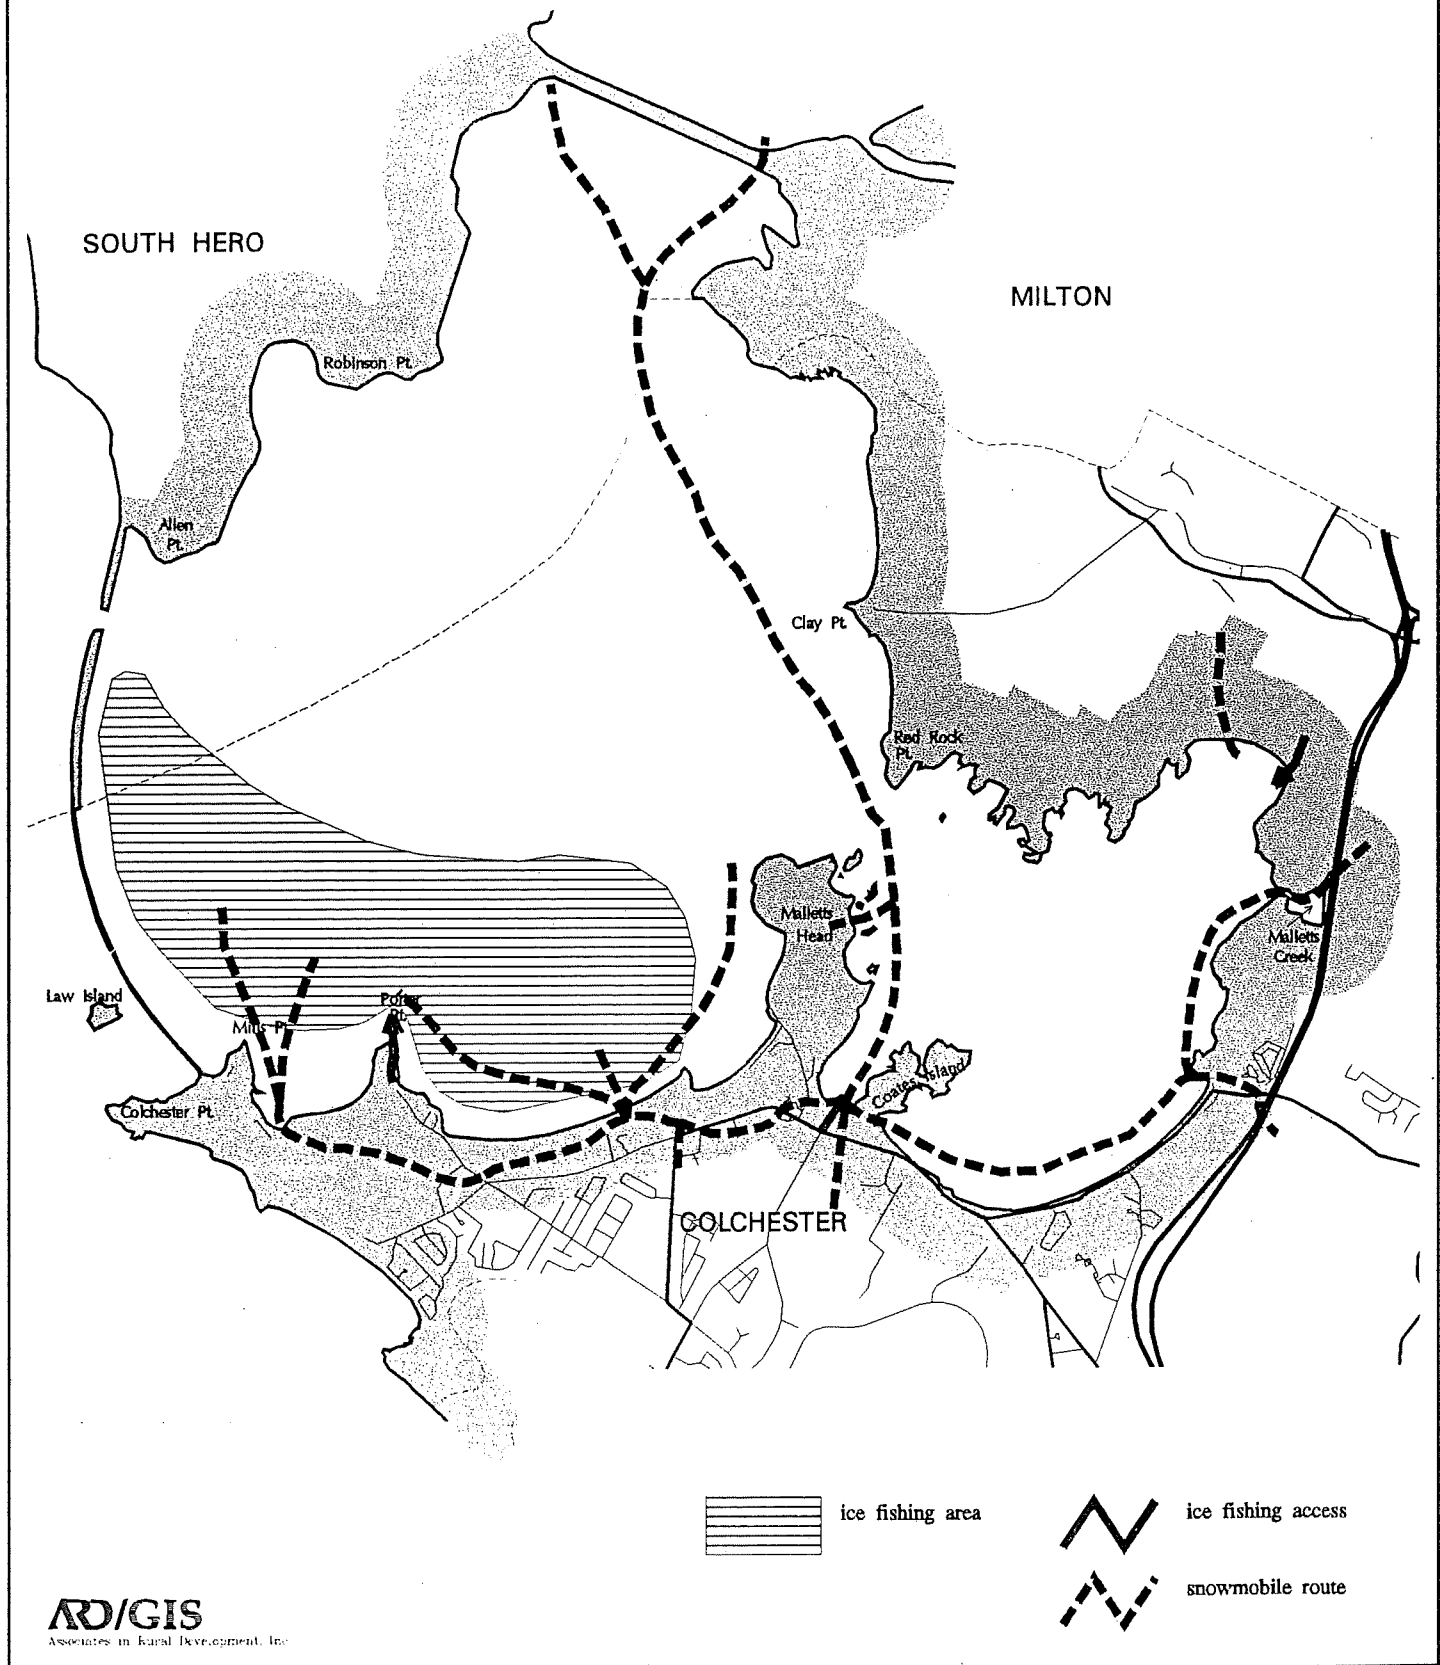 SOUTH HERO
MILTON
Robinson Pt.
Allen
Pt.
Clay Pt.
Red Rock
Pt.
Malletts
Head
Malletts
Creek
Law Island
Porter
Pt.
Mills Pt.
Coates Island
Colchester Pt.
COLCHESTER
ice fishing area
ice fishing access
snowmobile route
ARD/GIS
Associates in Rural Development, Inc